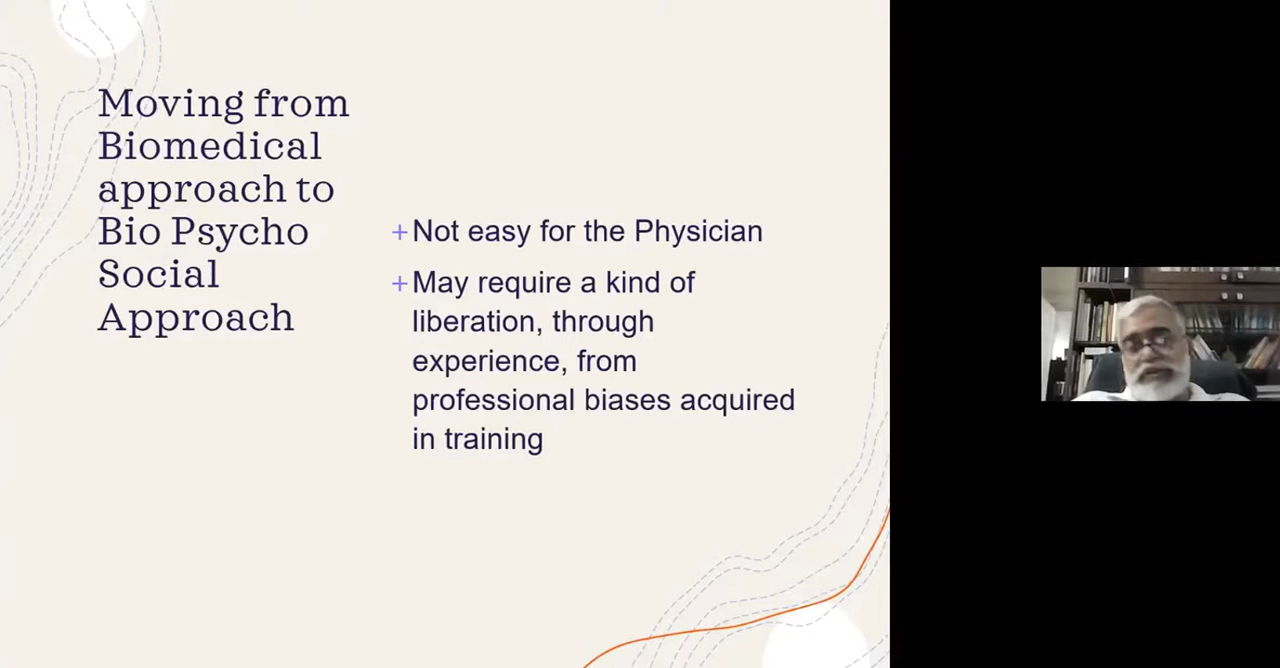 Moving from
Biomedical
approach to
Bio Psycho
Social
Approach
+Not easy for the Physician
+May require a kind of
liberation, through
experience, from
professional biases acquired
in training